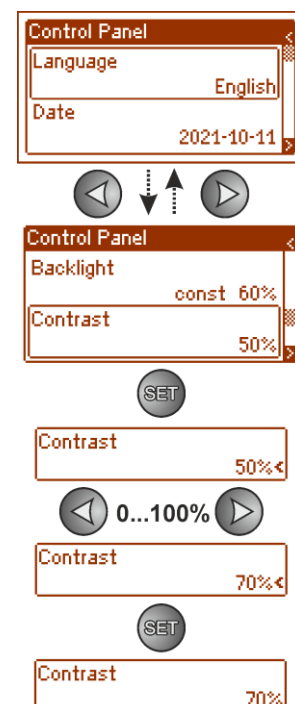 Control Panel
Language
English
Date
2021-10-11
Control Panel
Backlight
const 60%
Contrast
50%
SET
Contrast
50%
0...100%
Contrast
70%
SET
Contrast
70%